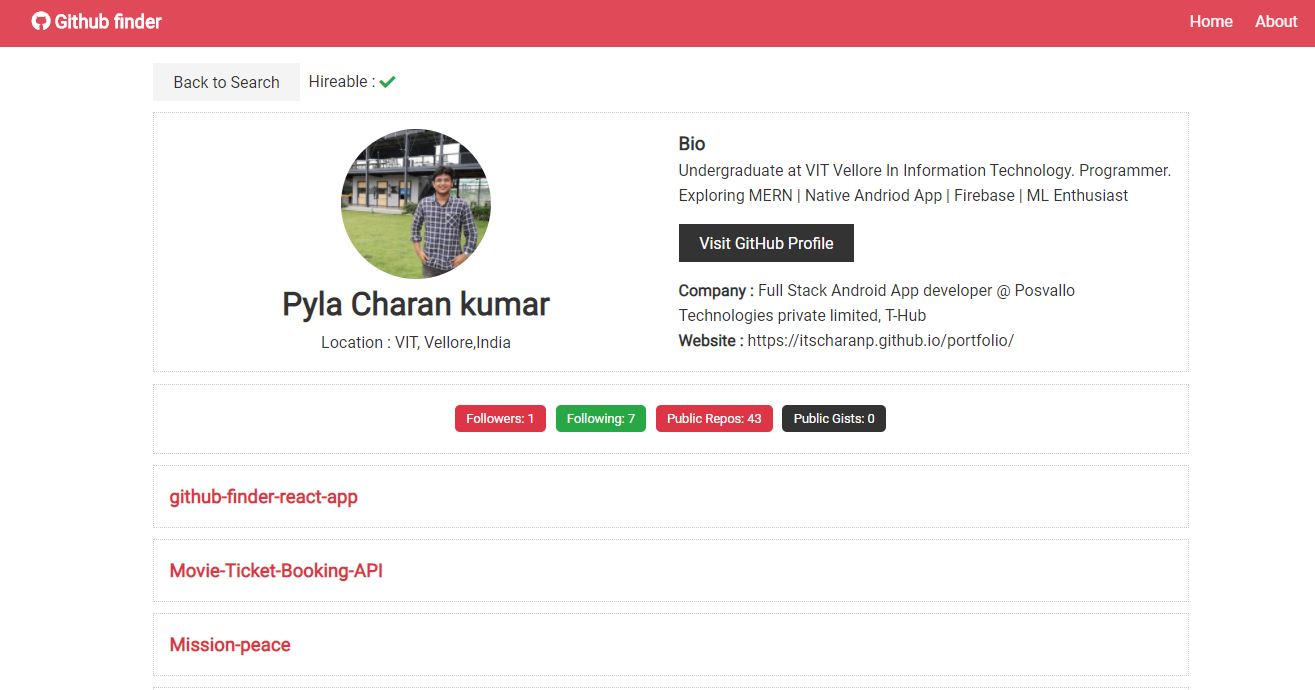 Github finder
Home
About
Back to Search
Hireable :
Pyla Charan kumar
Location : VIT, Vellore,India
Bio
Undergraduate at VIT Vellore In Information Technology. Programmer.
Exploring MERN | Native Andriod App | Firebase | ML Enthusiast
Visit GitHub Profile
Company : Full Stack Android App developer @ Posvallo
Technologies private limited, T-Hub
Website : https://itscharanp.github.io/portfolio/
Followers: 1
Following: 7
Public Repos: 43
Public Gists: 0
github-finder-react-app
Movie-Ticket-Booking-API
Mission-peace